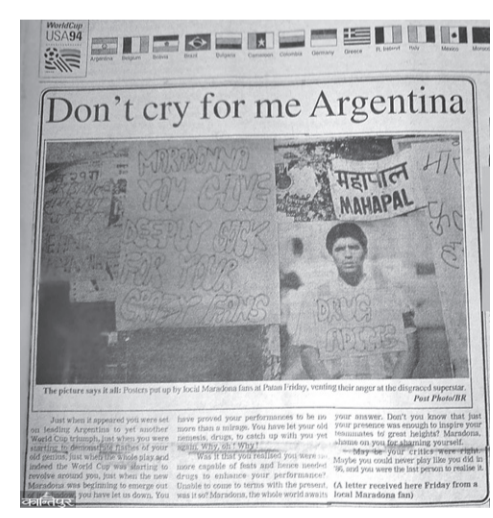 WorldCup
USA94
Argentina Belgium Bolivia Brazil Bulgaria Cameroon Colombia Germany Greece R. Ireland Italy Mexico
Don't cry for me Argentina
MARADONNA
YOU GIVE
DEEPLY SICK
FOR YOUR
CRAZY FANS
महापाल
MAHAPAL
DRUG
The picture says it all: Posters put up by local Maradona fans at Patan Friday, venting their anger at the disgraced superstar.
Post Photo/BR
Just when it appeared you were set
on leading Argentina to yet another
World Cup triumph, just when you were
starting to demonstrate flashes of your
old genius, just when the whole play and
indeed the World Cup was starting to
revolve around you, just when the new
Maradona was beginning to emerge out
you have let us down. You
have proved your performances to be no
more than a mirage. You have let your old
nemesis, drugs, to catch up with you yet
again. Why, oh! Why!
Was it that you realised you were
more capable of feats and hence needed
drugs to enhance your performance?
Unable to come to terms with the present,
was it so? Maradona, the whole world awaits
your answer. Don't you know that just
your presence was enough to inspire your
teammates to great heights? Maradona,
shame on you for shaming yourself.
May be your critics were right.
Maybe you could never play like you did in
'86, and you were the last person to realise it.
(A letter received here Friday from a
local Maradona fan)
कान्तिपुर